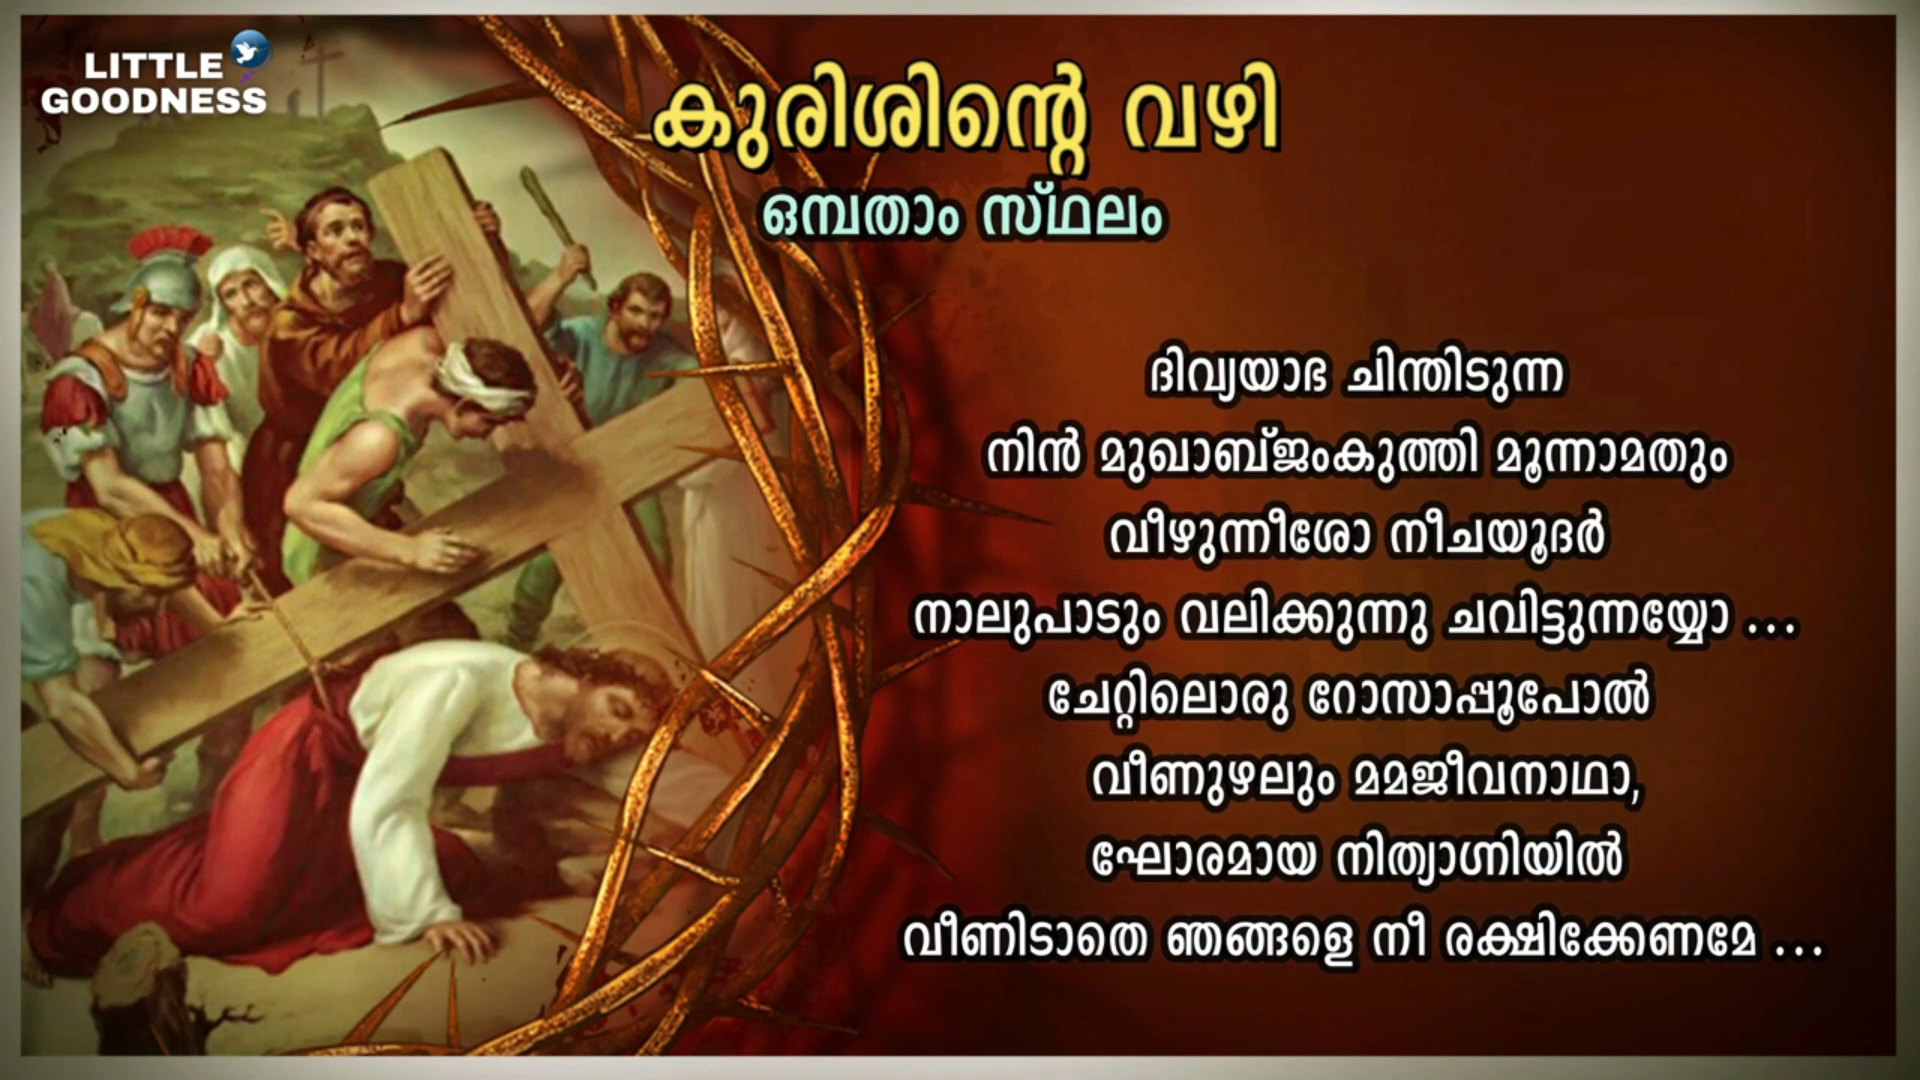 LITTLE
GOODNESS
കുരിശിന്റെ വഴി
ഒമ്പതാം സ്ഥലം
ദിവ്യയാഭ ചിന്തിടുന്ന
നിൻ മുഖാബ്ജംകുത്തി മൂന്നാമതും
വീഴുന്നീശോ നീചയൂദർ
നാലുപാടും വലിക്കുന്നു ചവിട്ടുന്നയ്യോ ...
ചേറ്റിലൊരു റോസാപ്പൂപോൽ
വീണുഴലും മമജീവനാഥാ,
ഘോരമായ നിത്യാഗ്നിയിൽ
വീണിടാതെ ഞങ്ങളെ നീ രക്ഷിക്കേണമേ ...